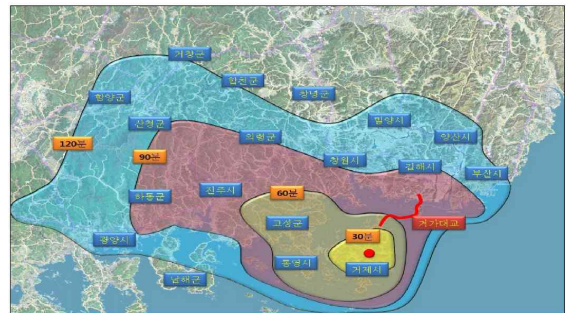 거창군
합천군
함양군
창녕군
밀양시
산청군
양산시
120분
의령군
90분
창원시
김해시
부산시
진주시
60분
하동군
고성군
거가대교
30분
광양시
통영시
거제시
남해군